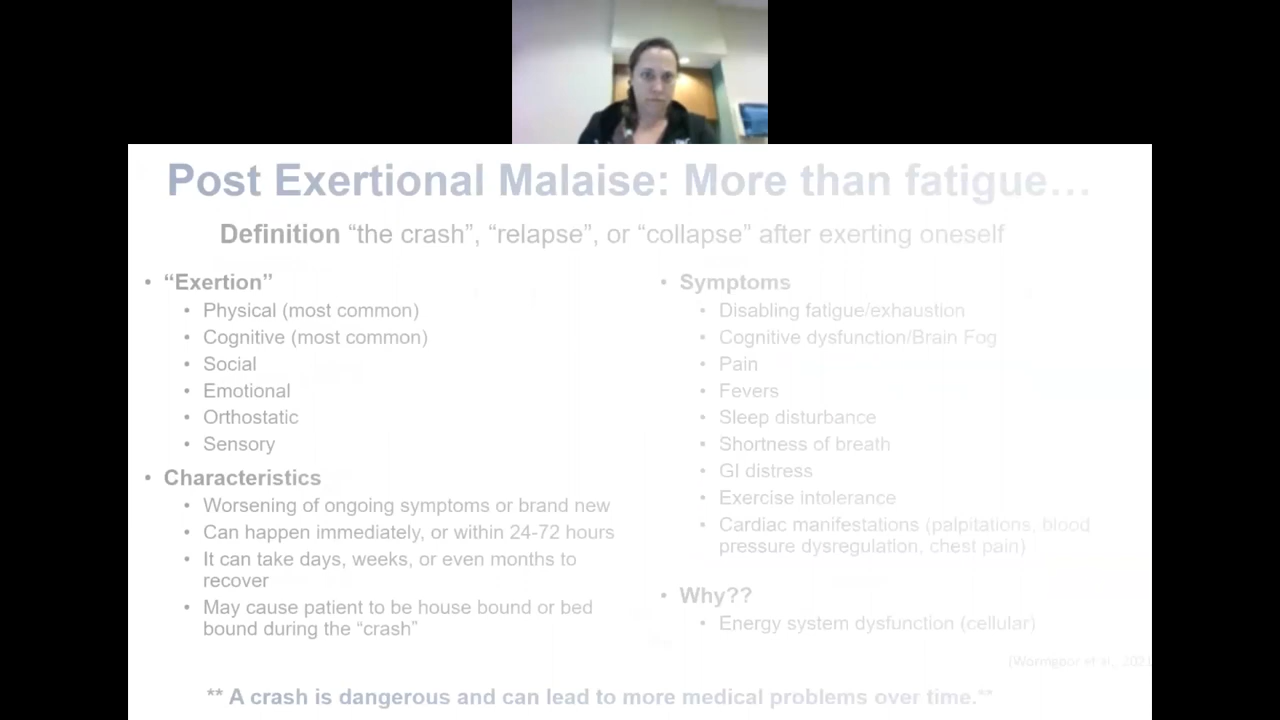 Post Exertional Malaise: More than fatigue…
Definition “the crash”, “relapse”, or “collapse” after exerting oneself
• “Exertion”
• Physical (most common)
• Cognitive (most common)
• Social
• Emotional
• Orthostatic
• Sensory
• Characteristics
• Worsening of ongoing symptoms or brand new
• Can happen immediately, or within 24-72 hours
• It can take days, weeks, or even months to
recover
• May cause patient to be house bound or bed
bound during the “crash”
• Symptoms
• Disabling fatigue/exhaustion
• Cognitive dysfunction/Brain Fog
• Pain
• Fevers
• Sleep disturbance
• Shortness of breath
• GI distress
• Exercise intolerance
• Cardiac manifestations (palpitations, blood
pressure dysregulation, chest pain)
• Why??
• Energy system dysfunction (cellular)
et al.,
** A crash is dangerous and can lead to more medical problems over time.**